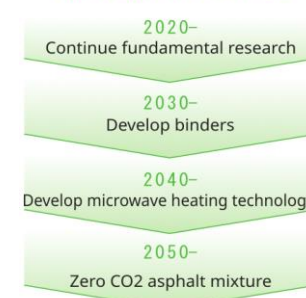 2020–
Continue fundamental research
2030–
Develop binders
2040–
Develop microwave heating technolog
2050–
Zero CO2 asphalt mixture